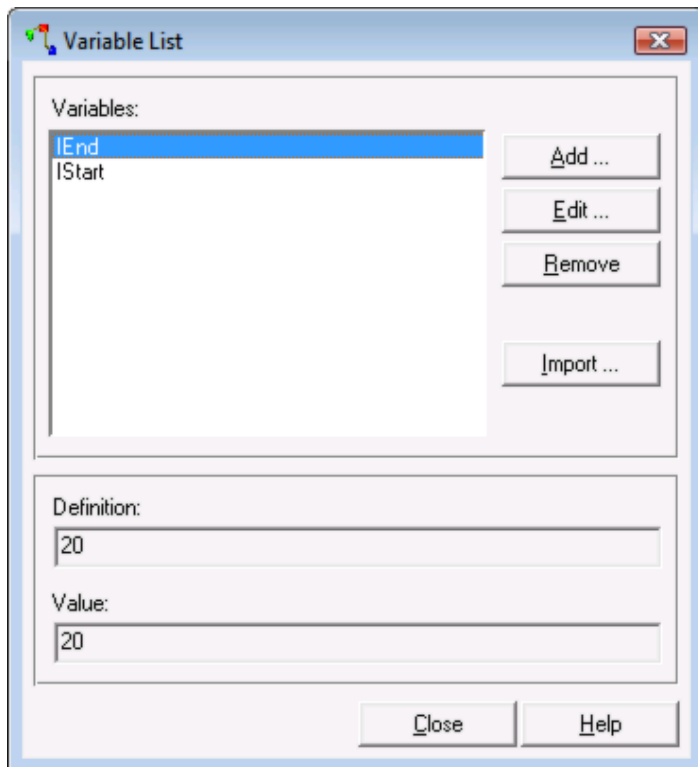 Variable List
Variables:
IEnd
IStart
Add ...
Edit ...
Remove
Import ...
Definition:
20
Value:
20
Close
Help